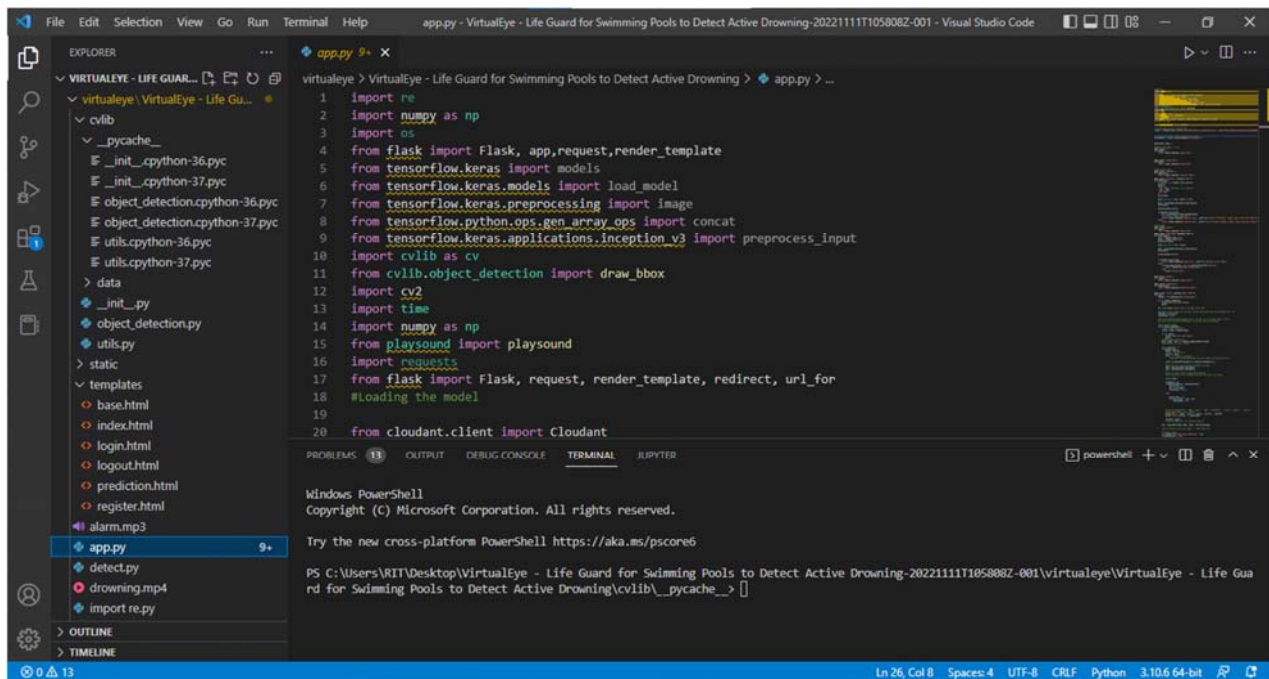 File Edit Selection View Go Run Terminal Help app.py - VirtualEye - Life Guard for Swimming Pools to Detect Active Drowning-20221111T105808Z-001 - Visual Studio Code
EXPLORER
VIRTUALEYE - LIFE GUAR...
virtualeye \ VirtualEye - Life Gu...
cvlib
__pycache__
__init__.cpython-36.pyc
__init__.cpython-37.pyc
object_detection.cpython-36.pyc
object_detection.cpython-37.pyc
utils.cpython-36.pyc
utils.cpython-37.pyc
data
__init__.py
object_detection.py
utils.py
static
templates
base.html
index.html
login.html
logout.html
prediction.html
register.html
alarm.mp3
app.py 9+
detect.py
drowning.mp4
import re.py
OUTLINE
TIMELINE
1
app.py 9+
virtualeye > VirtualEye - Life Guard for Swimming Pools to Detect Active Drowning > app.py > ...
1 import re
2 import numpy as np
3 import os
4 from flask import Flask, app,request,render_template
5 from tensorflow.keras import models
6 from tensorflow.keras.models import load_model
7 from tensorflow.keras.preprocessing import image
8 from tensorflow.python.ops.gen_array_ops import concat
9 from tensorflow.keras.applications.inception_v3 import preprocess_input
10 import cvlib as cv
11 from cvlib.object_detection import draw_bbox
12 import cv2
13 import time
14 import numpy as np
15 from playsound import playsound
16 import requests
17 from flask import Flask, request, render_template, redirect, url_for
18 #Loading the model
19
20 from cloudant.client import Cloudant
PROBLEMS 13 OUTPUT DEBUG CONSOLE TERMINAL JUPYTER powershell
Windows PowerShell
Copyright (C) Microsoft Corporation. All rights reserved.
Try the new cross-platform PowerShell https://aka.ms/pscore6
PS C:\Users\RIT\Desktop\VirtualEye - Life Guard for Swimming Pools to Detect Active Drowning-20221111T105808Z-001\virtualeye\VirtualEye - Life Gua
rd for Swimming Pools to Detect Active Drowning\cvlib\__pycache__>
0 13 Ln 26, Col 8 Spaces: 4 UTF-8 CRLF Python 3.10.6 64-bit